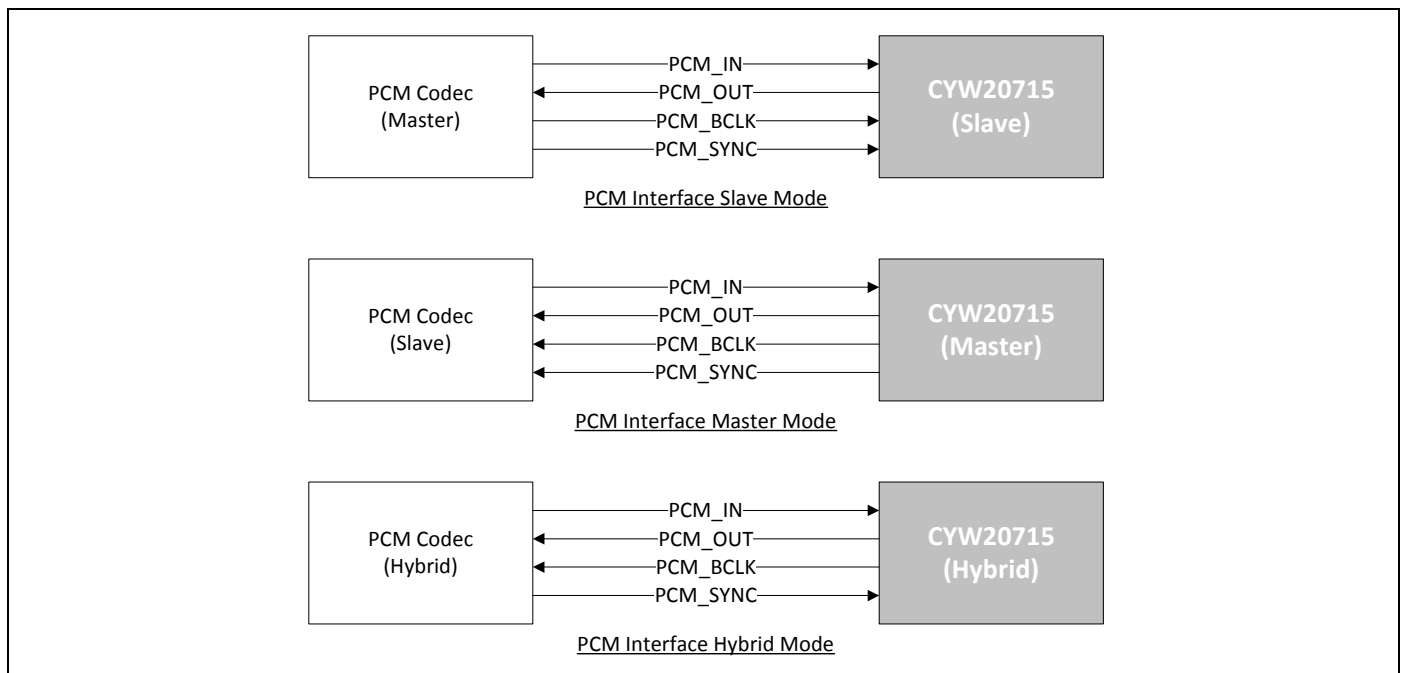 PCM Codec
(Master)
PCM_IN
PCM_OUT
PCM_BCLK
PCM_SYNC
CYW20715
(Slave)
PCM Interface Slave Mode
PCM Codec
(Slave)
PCM_IN
PCM_OUT
PCM_BCLK
PCM_SYNC
CYW20715
(Master)
PCM Interface Master Mode
PCM Codec
(Hybrid)
PCM_IN
PCM_OUT
PCM_BCLK
PCM_SYNC
CYW20715
(Hybrid)
PCM Interface Hybrid Mode